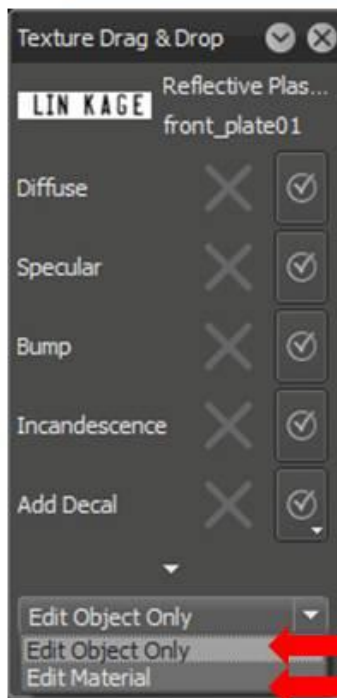 Texture Drag & Drop
LIN KAGE
Reflective Plas...
front_plate01
Diffuse
Specular
Bump
Incandescence
Add Decal
Edit Object Only
Edit Object Only
Edit Material